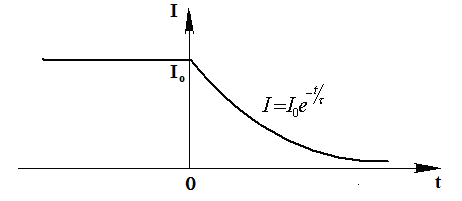 I
I₀
I=I₀e^{-t/τ}
0
t